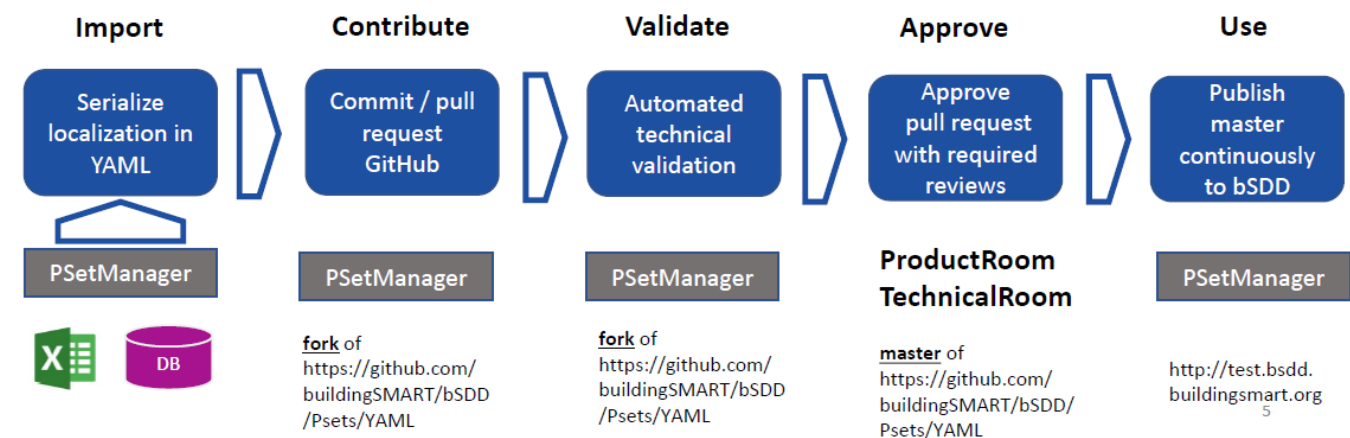 Import
Contribute
Validate
Approve
Use
Serialize
localization in
YAML
Commit / pull
request
GitHub
Automated
technical
validation
Approve
pull request
with required
reviews
Publish
master
continuously
to bSDD
PSetManager
PSetManager
PSetManager
ProductRoom
TechnicalRoom
PSetManager
X
DB
fork of
https://github.com/
buildingSMART/bSDD
/Psets/YAML
fork of
https://github.com/
buildingSMART/bSDD
/Psets/YAML
master of
https://github.com/
buildingSMART/bSDD/
Psets/YAML
http://test.bsdd.
buildingsmart.org
5